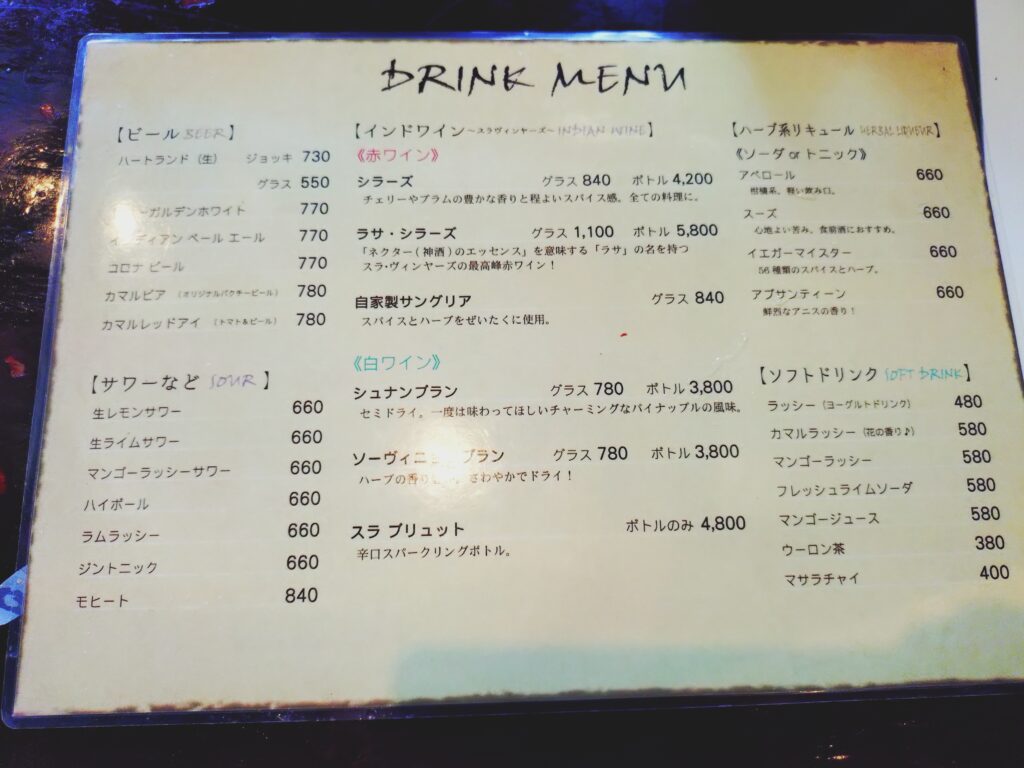 DRINK MENU
【ビール BEER】
ハートランド（生） ジョッキ 730
グラス 550
ーガルデンホワイト 770
ディアン ペール エール 770
コロナ ビール 770
カマルビア （オリジナルパクチービール） 780
カマルレッドアイ （トマト&ビール） 780
【サワーなど SOUR】
生レモンサワー 660
生ライムサワー 660
マンゴーラッシーサワー 660
ハイボール 660
ラムラッシー 660
ジントニック 660
モヒート 840
【インドワイン～スラヴィンヤーズ～ INDIAN WINE】
《赤ワイン》
シラーズ グラス 840 ボトル 4,200
チェリーやプラムの豊かな香りと程よいスパイス感。全ての料理に。
ラサ・シラーズ グラス 1,100 ボトル 5,800
「ネクター(神酒)のエッセンス」を意味する「ラサ」の名を持つ
スラ・ヴィンヤーズの最高峰赤ワイン！
自家製サングリア グラス 840
スパイスとハーブをぜいたくに使用。
《白ワイン》
シュナンブラン グラス 780 ボトル 3,800
セミドライ。一度は味わってほしいチャーミングなパイナップルの風味。
ソーヴィニ ブラン グラス 780 ボトル 3,800
ハーブの香り さわやかでドライ！
スラ ブリュット ボトルのみ 4,800
辛口スパークリングボトル。
【ハーブ系リキュール HERBAL LIQUEUR】
《ソーダ or トニック》
アペロール 660
柑橘系、軽い飲み口。
スーズ 660
心地よい苦み。食前酒におすすめ。
イエガーマイスター 660
56種類のスパイスとハーブ。
アブサンティーン 660
鮮烈なアニスの香り！
【ソフトドリンク SOFT DRINK】
ラッシー（ヨーグルトドリンク） 480
カマルラッシー（花の香り♪） 580
マンゴーラッシー 580
フレッシュライムソーダ 580
マンゴージュース 580
ウーロン茶 380
マサラチャイ 400